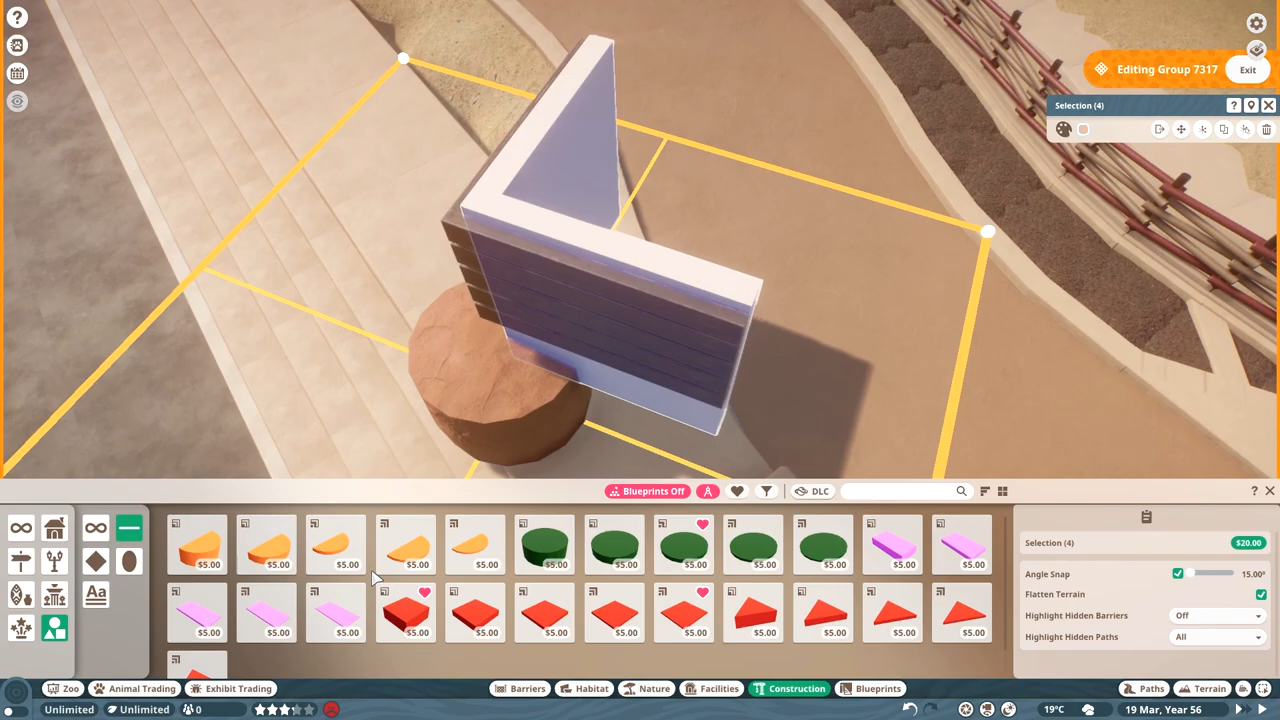 Editing Group 7317
Exit
Selection (4)
?
Blueprints Off
DLC
?
$5.00 $5.00 $5.00 $5.00 $5.00 $5.00 $5.00 $5.00 $5.00 $5.00 $5.00 $5.00
$5.00 $5.00 $5.00 $5.00 $5.00 $5.00 $5.00 $5.00 $5.00 $5.00 $5.00 $5.00
Aa
Selection (4) $20.00
Angle Snap 15.00°
Flatten Terrain
Highlight Hidden Barriers Off
Highlight Hidden Paths All
Zoo Animal Trading Exhibit Trading Barriers Habitat Nature Facilities Construction Blueprints Paths Terrain
Unlimited Unlimited 0 19°C 19 Mar, Year 56